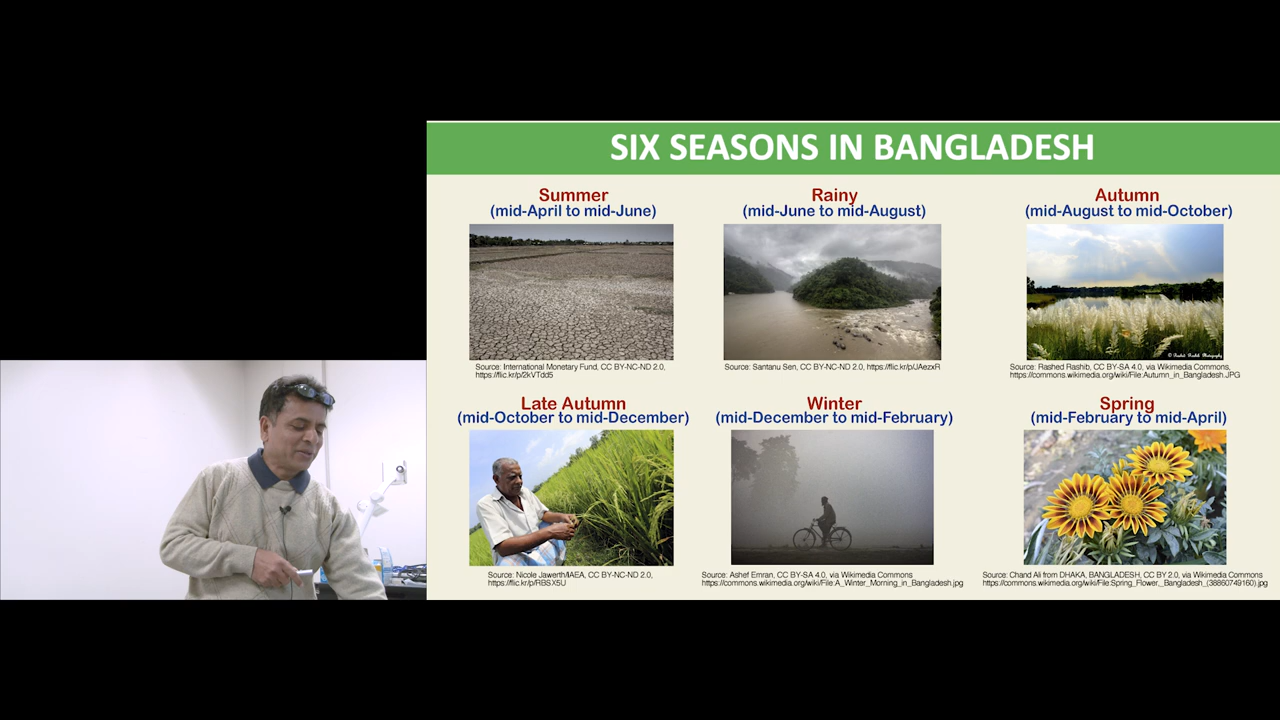 SIX SEASONS IN BANGLADESH
Summer
(mid-April to mid-June)
Source: International Monetary Fund, CC BY-NC-ND 2.0,
https://flic.kr/p/2kVTdd5
Rainy
(mid-June to mid-August)
Source: Santanu Sen, CC BY-NC-ND 2.0, https://flic.kr/p/JAezxR
Autumn
(mid-August to mid-October)
© Rashed Rashib Photography
Source: Rashed Rashib, CC BY-SA 4.0, via Wikimedia Commons,
https://commons.wikimedia.org/wiki/File:Autumn_in_Bangladesh.JPG
Late Autumn
(mid-October to mid-December)
Source: Nicole Jawerth/IAEA, CC BY-NC-ND 2.0,
https://flic.kr/p/RBSX5U
Winter
(mid-December to mid-February)
Source: Ashef Emran, CC BY-SA 4.0, via Wikimedia Commons
https://commons.wikimedia.org/wiki/File:A_Winter_Morning_in_Bangladesh.jpg
Spring
(mid-February to mid-April)
Source: Chand Ali from DHAKA, BANGLADESH, CC BY 2.0, via Wikimedia Commons
https://commons.wikimedia.org/wiki/File:Spring_Flower,_Bangladesh_(38860749160).jpg